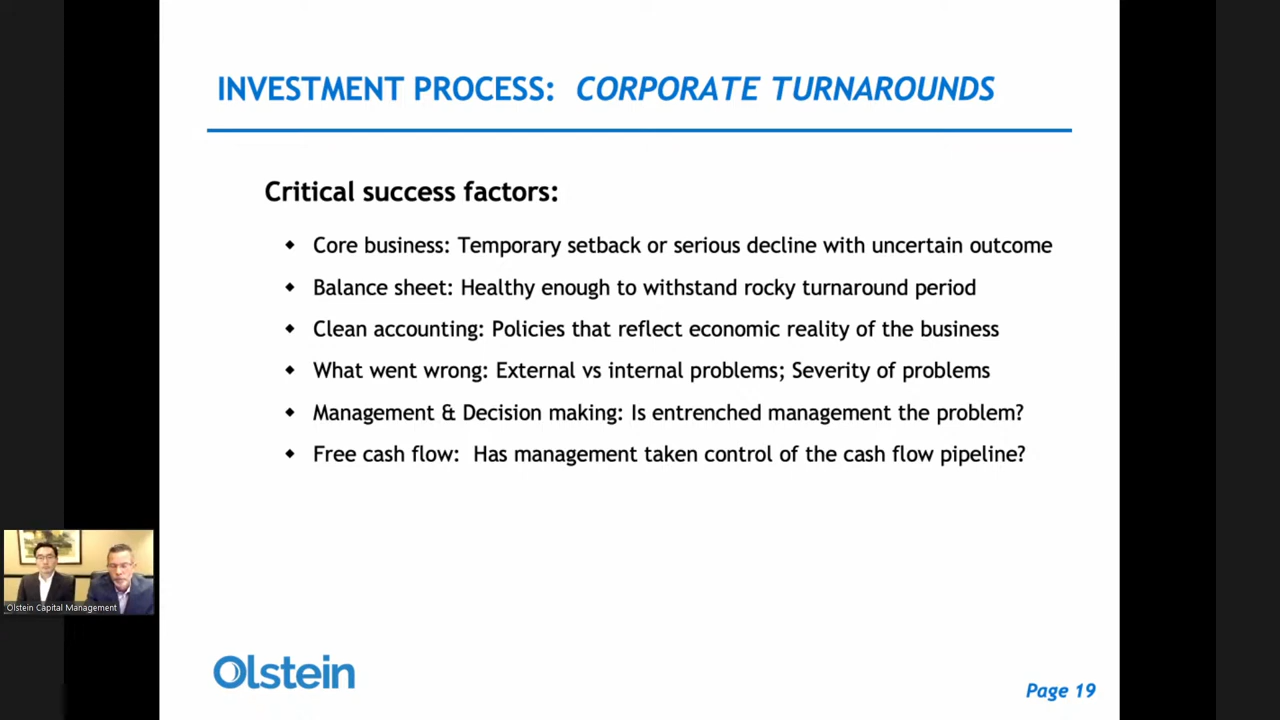 INVESTMENT PROCESS: CORPORATE TURNAROUNDS
Critical success factors:
Core business: Temporary setback or serious decline with uncertain outcome
Balance sheet: Healthy enough to withstand rocky turnaround period
Clean accounting: Policies that reflect economic reality of the business
What went wrong: External vs internal problems; Severity of problems
Management & Decision making: Is entrenched management the problem?
Free cash flow: Has management taken control of the cash flow pipeline?
Olstein Capital Management
Olstein
Page 19